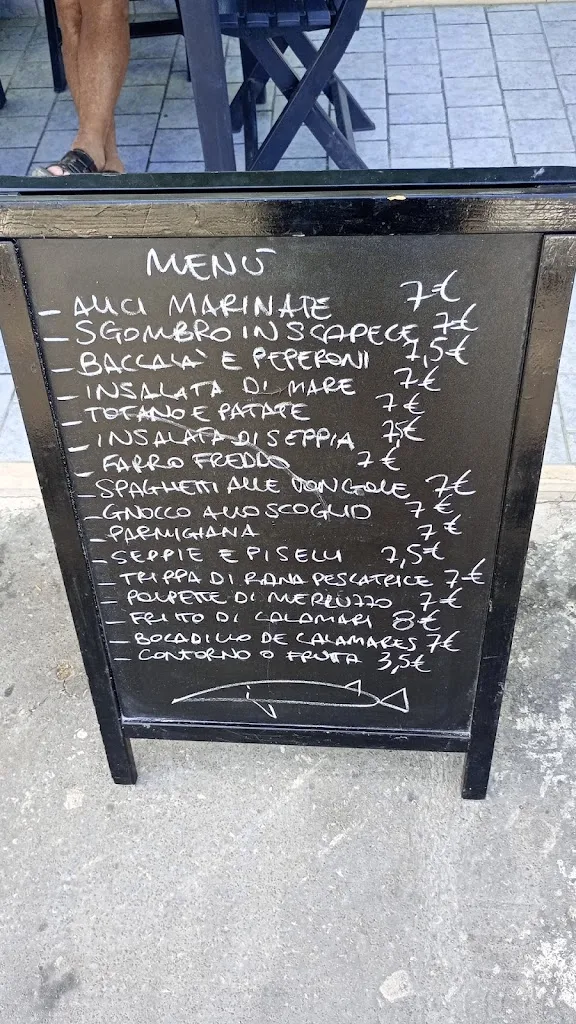 MENÙ
- ALICI MARINATE 7€
- SGOMBRO IN SCAPECE 7€
- BACCALA' E PEPERONI 7,5€
- INSALATA DI MARE 7€
- TOTANO E PATATE 7€
- INSALATA DI SEPPIA 7,5€
- FARRO FREDDO 7€
- SPAGHETTI ALLE VONGOLE 7€
- GNOCCO ALLO SCOGLIO 7€
- PARMIGIANA 7€
- SEPPIE E PISELLI 7,5€
- TRIPPA DI RANA PESCATRICE 7€
- POLPETTE DI MERLUZZO 7€
- FRITTO DI CALAMARI 8€
- BOCADILLO DE CALAMARES 7€
- CONTORNO O FRUTTA 3,5€